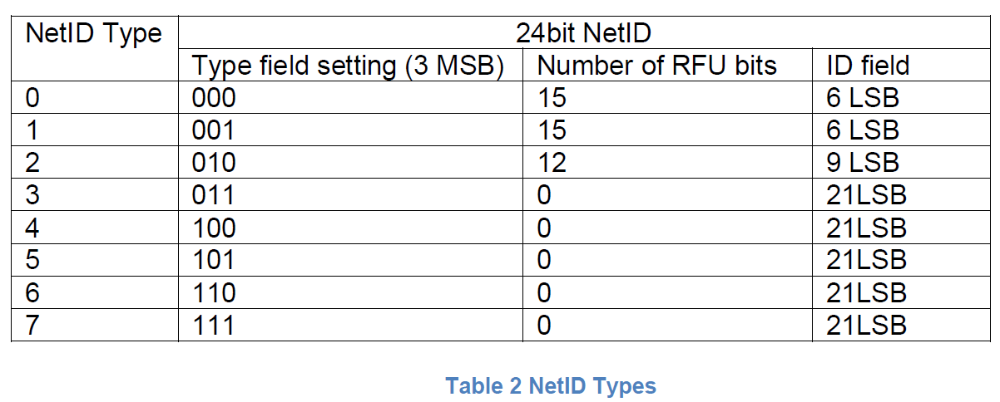 NetID Type 24bit NetID
Type field setting (3 MSB) Number of RFU bits ID field
0 000 15 6 LSB
1 001 15 6 LSB
2 010 12 9 LSB
3 011 0 21LSB
4 100 0 21LSB
5 101 0 21LSB
6 110 0 21LSB
7 111 0 21LSB
Table 2 NetID Types